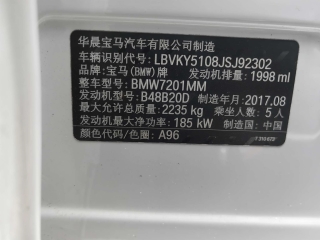 华晨宝马汽车有限公司制造
车辆识别代号: LBVKY5108JSJ92302
品牌: 宝马(BMW)牌 发动机排量: 1998 ml
整车型号: BMW7201MM
发动机型号: B48B20D 制造年月: 2017.08
最大允许总质量: 2235 kg 乘坐人数: 5人
发动机最大净功率: 185 kW 制造国: 中国
颜色代码/色圈: A96